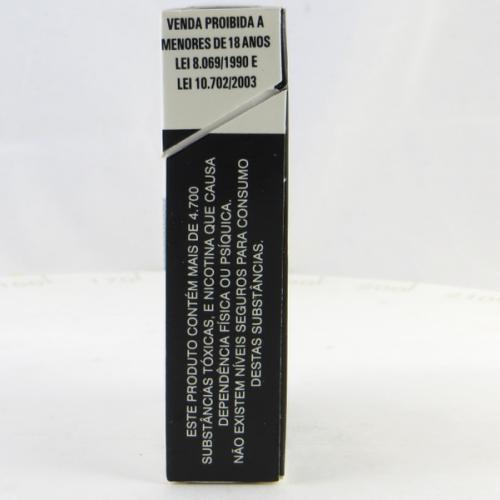 VENDA PROIBIDA A
MENORES DE 18 ANOS
LEI 8.069/1990 E
LEI 10.702/2003
ESTE PRODUTO CONTÉM MAIS DE 4.700
SUBSTÂNCIAS TÓXICAS, E NICOTINA QUE CAUSA
DEPENDÊNCIA FÍSICA OU PSÍQUICA.
NÃO EXISTEM NÍVEIS SEGUROS PARA CONSUMO
DESTAS SUBSTÂNCIAS.